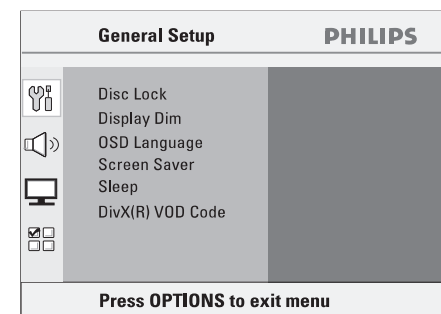 General Setup
PHILIPS
Disc Lock
Display Dim
OSD Language
Screen Saver
Sleep
DivX(R) VOD Code
Press OPTIONS to exit menu